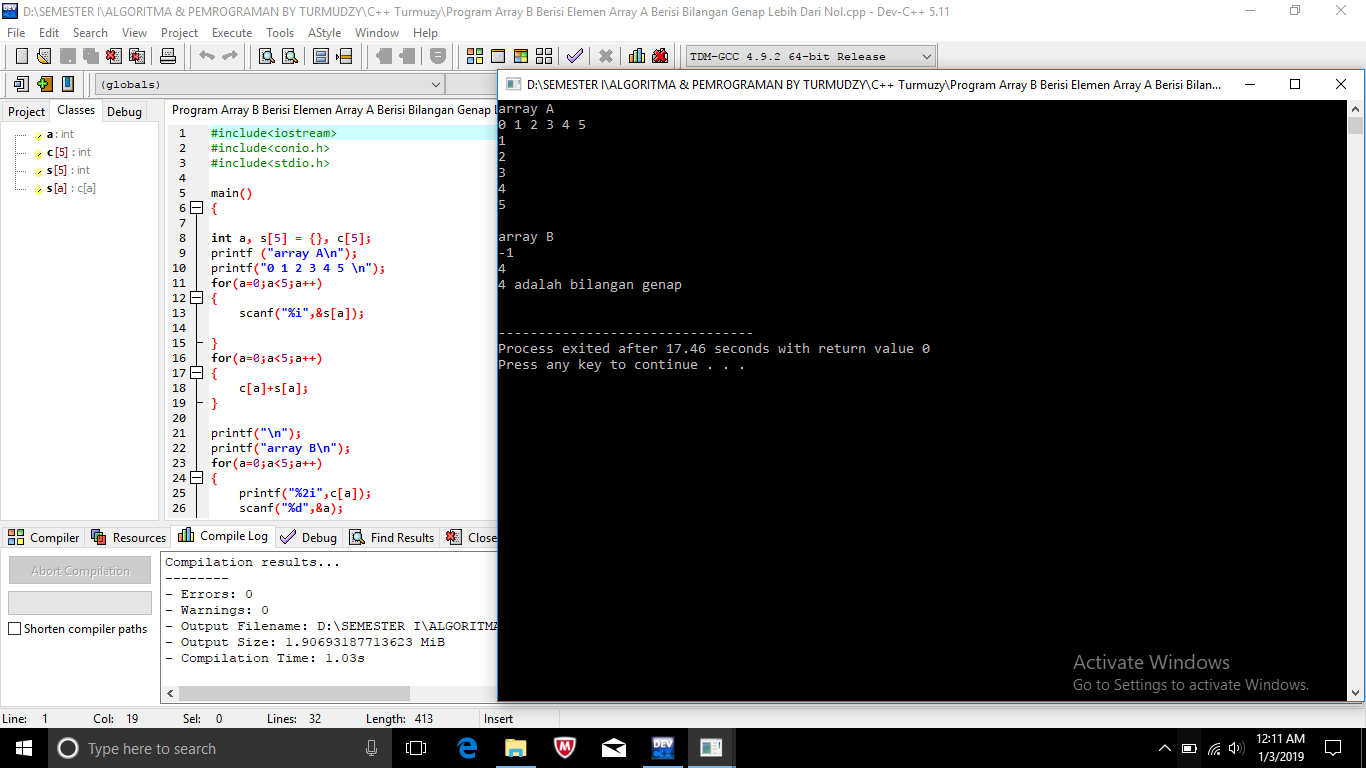 D:\SEMESTER I\ALGORITMA & PEMROGRAMAN BY TURMUDZY\C++ Turmuzy\Program Array B Berisi Elemen Array A Berisi Bilangan Genap Lebih Dari Nol.cpp - Dev-C++ 5.11
File Edit Search View Project Execute Tools AStyle Window Help
TDM-GCC 4.9.2 64-bit Release
(globals)
D:\SEMESTER I\ALGORITMA & PEMROGRAMAN BY TURMUDZY\C++ Turmuzy\Program Array B Berisi Elemen Array A Berisi Bilan...
Project Classes Debug
a : int
c [5] : int
s [5] : int
s [a] : c[a]
Program Array B Berisi Elemen Array A Berisi Bilangan Genap L
1 #include<iostream>
2 #include<conio.h>
3 #include<stdio.h>
4
5 main()
6 {
7
8 int a, s[5] = {}, c[5];
9 printf ("array A\n");
10 printf("0 1 2 3 4 5 \n");
11 for(a=0;a<5;a++)
12 {
13 scanf("%i",&s[a]);
14
15 }
16 for(a=0;a<5;a++)
17 {
18 c[a]+s[a];
19 }
20
21 printf("\n");
22 printf("array B\n");
23 for(a=0;a<5;a++)
24 {
25 printf("%2i",c[a]);
26 scanf("%d",&a);
array A
0 1 2 3 4 5
1
2
3
4
5
array B
-1
4
4 adalah bilangan genap
--------------------------------
Process exited after 17.46 seconds with return value 0
Press any key to continue . . .
Compiler Resources Compile Log Debug Find Results Close
Abort Compilation
Shorten compiler paths
Compilation results...
--------
- Errors: 0
- Warnings: 0
- Output Filename: D:\SEMESTER I\ALGORITMA
- Output Size: 1.90693187713623 MiB
- Compilation Time: 1.03s
Activate Windows
Go to Settings to activate Windows.
Line: 1 Col: 19 Sel: 0 Lines: 32 Length: 413 Insert
Type here to search
DEV
12:11 AM
1/3/2019